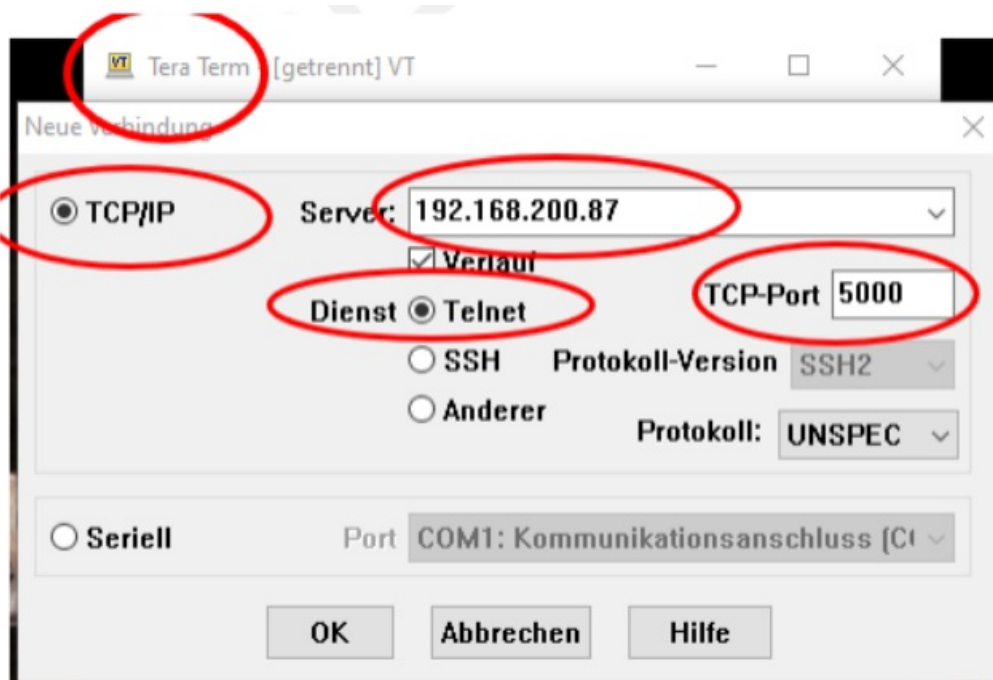 VT Tera Term - [getrennt] VT
Neue Verbindung
TCP/IP Server: 192.168.200.87
Verlauf
TCP-Port 5000
Dienst Telnet
SSH Protokoll-Version SSH2
Anderer
Protokoll: UNSPEC
Seriell Port COM1: Kommunikationsanschluss (C
OK Abbrechen Hilfe